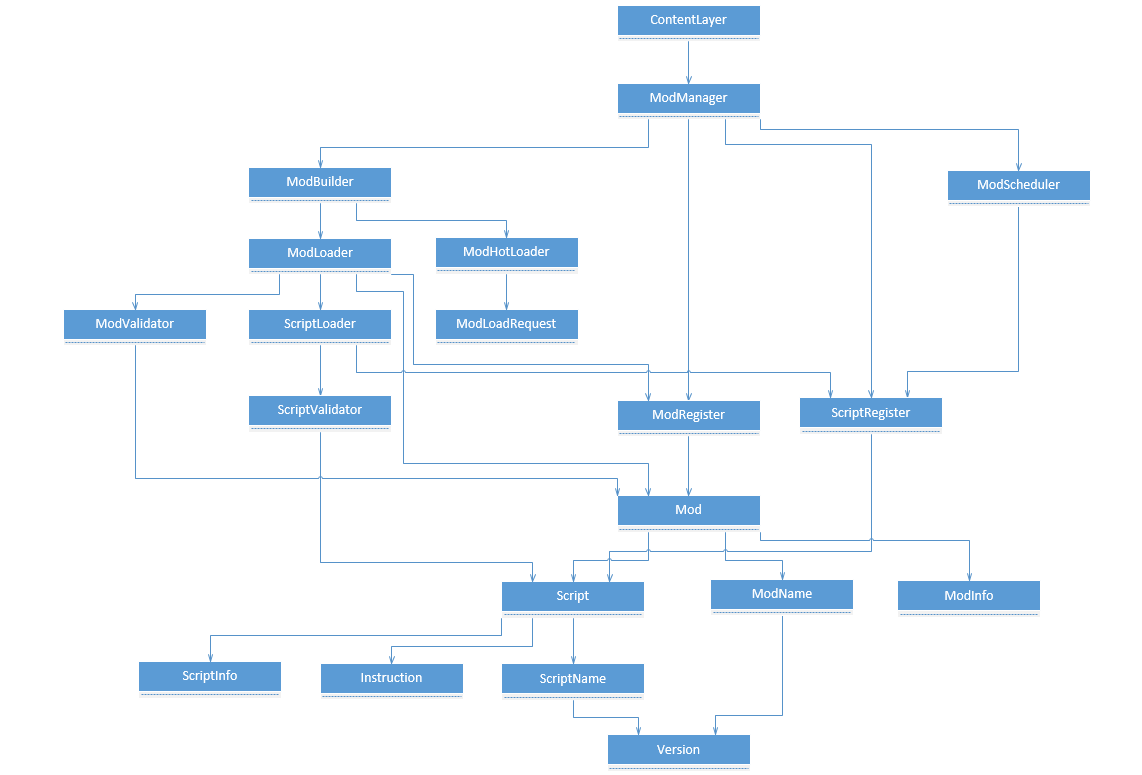 ContentLayer
ModManager
ModBuilder
ModScheduler
ModLoader
ModHotLoader
ModValidator
ScriptLoader
ModLoadRequest
ScriptValidator
ModRegister
ScriptRegister
Mod
Script
ModName
ModInfo
ScriptInfo
Instruction
ScriptName
Version